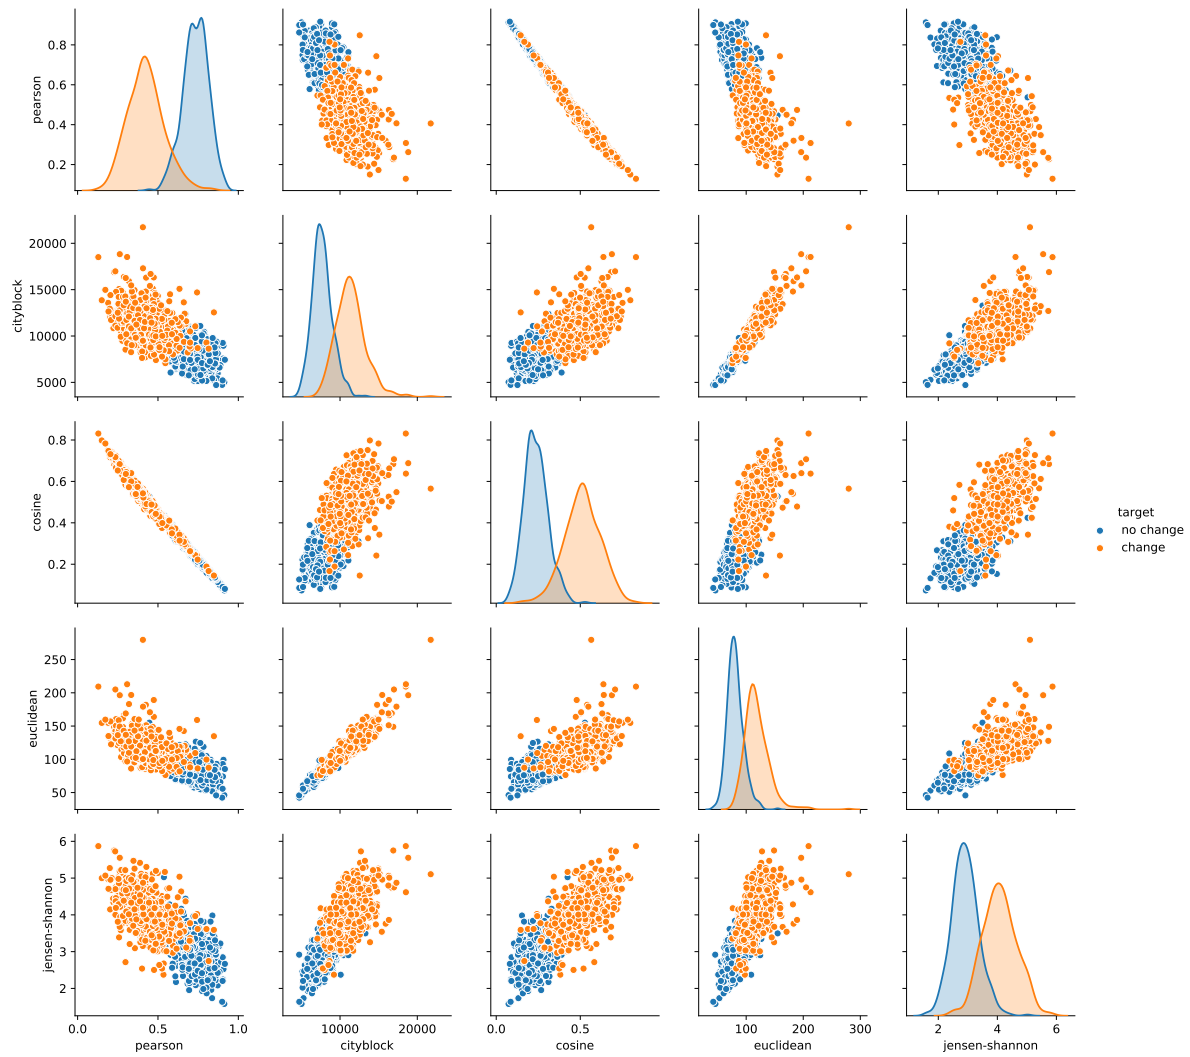 pearson
0.8
0.6
0.4
0.2
cityblock
20000
15000
10000
5000
cosine
0.8
0.6
0.4
0.2
target
no change
change
euclidean
250
200
150
100
50
jensen-shannon
6
5
4
3
2
0.0 0.5 1.0
10000 20000
0.0 0.5
100 200 300
2 4 6
pearson
cityblock
cosine
euclidean
jensen-shannon